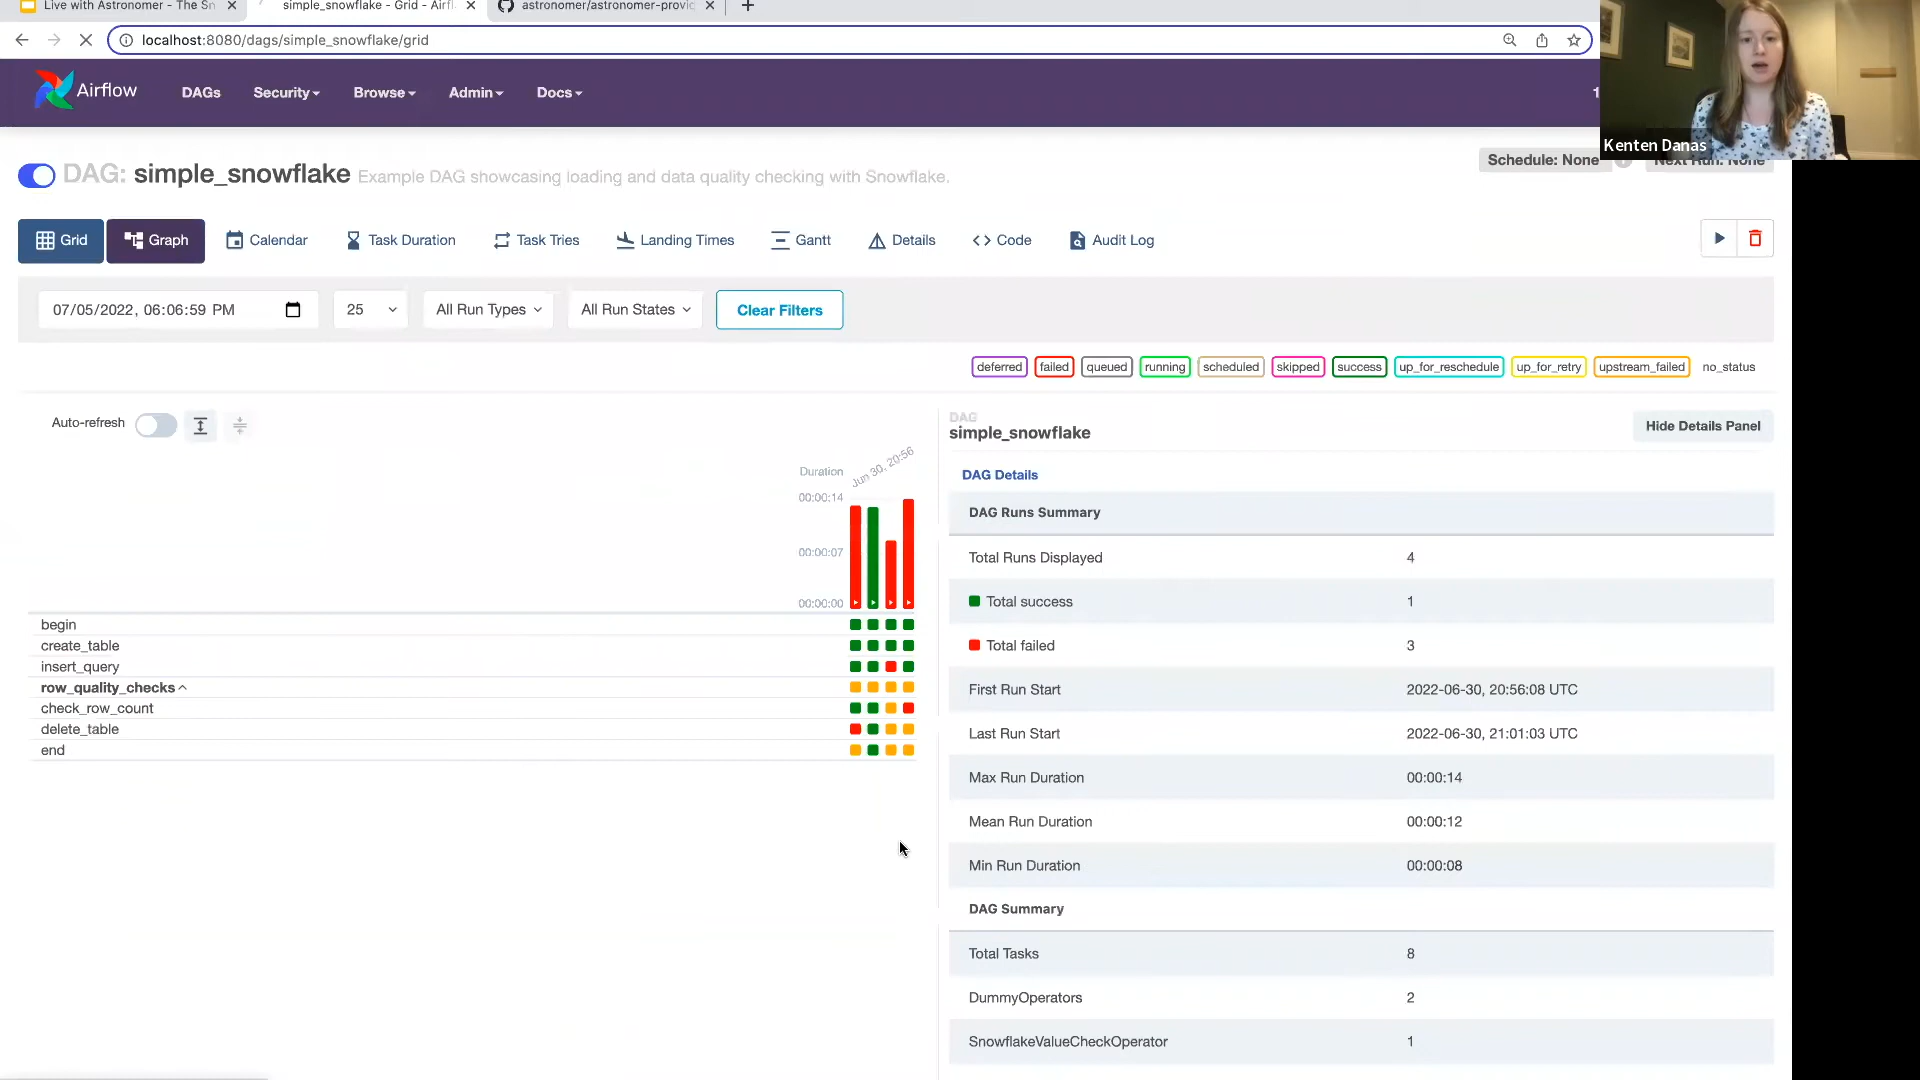 Live with Astronomer - The Sn
simple_snowflake - Grid - Airfl
astronomer/astronomer-provid
localhost:8080/dags/simple_snowflake/grid
Airflow
DAGs
Security
Browse
Admin
Docs
1
Kenten Danas
DAG: simple_snowflake Example DAG showcasing loading and data quality checking with Snowflake.
Schedule: None
Next Run: None
Grid
Graph
Calendar
Task Duration
Task Tries
Landing Times
Gantt
Details
Code
Audit Log
07/05/2022, 06:06:59 PM
25
All Run Types
All Run States
Clear Filters
deferred
failed
queued
running
scheduled
skipped
success
up_for_reschedule
up_for_retry
upstream_failed
no_status
Auto-refresh
Duration
Jun 30, 20:56
00:00:14
00:00:07
00:00:00
begin
create_table
insert_query
row_quality_checks
check_row_count
delete_table
end
DAG
simple_snowflake
Hide Details Panel
DAG Details
DAG Runs Summary
Total Runs Displayed 4
Total success 1
Total failed 3
First Run Start 2022-06-30, 20:56:08 UTC
Last Run Start 2022-06-30, 21:01:03 UTC
Max Run Duration 00:00:14
Mean Run Duration 00:00:12
Min Run Duration 00:00:08
DAG Summary
Total Tasks 8
DummyOperators 2
SnowflakeValueCheckOperator 1